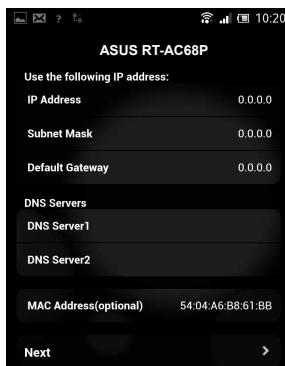 ? 10:20
ASUS RT-AC68P
Use the following IP address:
IP Address 0.0.0.0
Subnet Mask 0.0.0.0
Default Gateway 0.0.0.0
DNS Servers
DNS Server1
DNS Server2
MAC Address(optional) 54:04:A6:B8:61:BB
Next